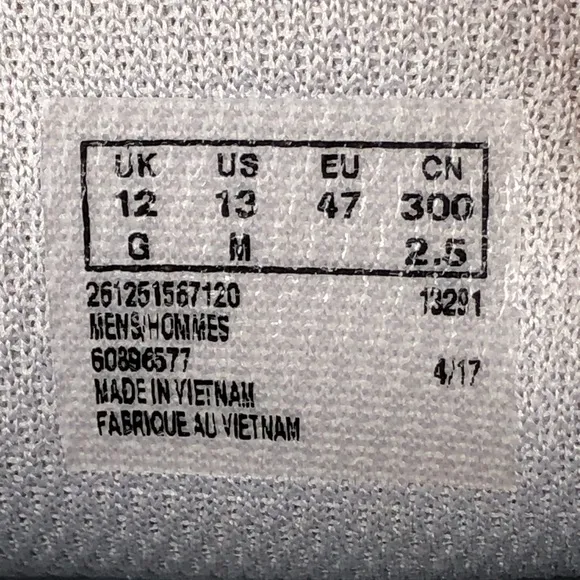 UK US EU CN
12 13 47 300
G M 2.5
261251567120 13291
MENS/HOMMES
60896577 4/17
MADE IN VIETNAM
FABRIQUE AU VIETNAM